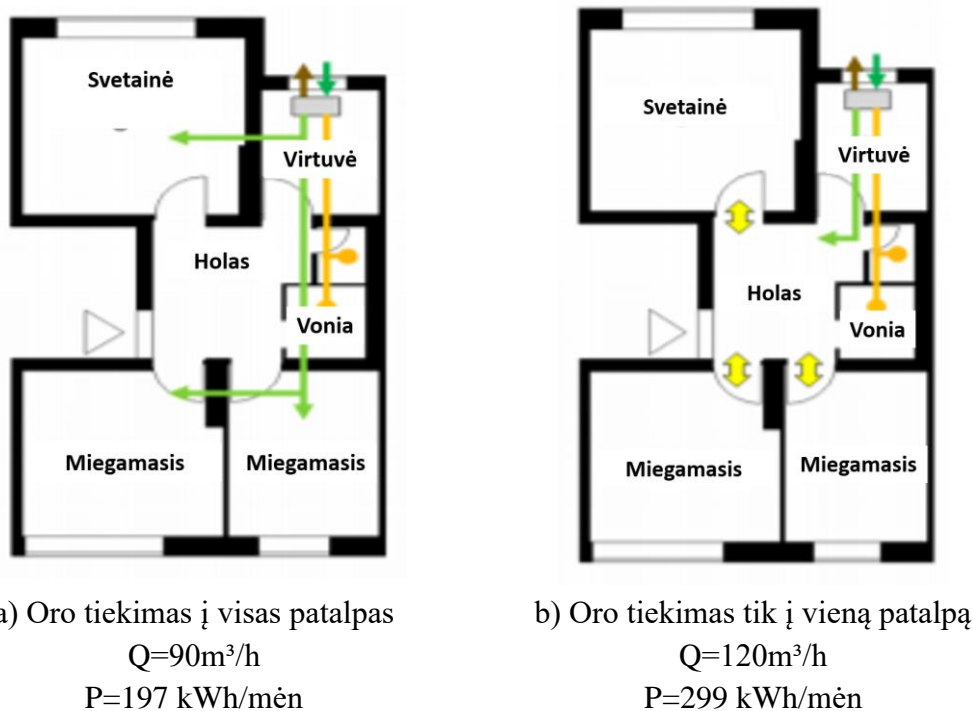 Svetainė
Virtuvė
Holas
Vonia
Miegamasis
Miegamasis
a) Oro tiekimas į visas patalpas
Q=90m³/h
P=197 kWh/mėn
Svetainė
Virtuvė
Holas
Vonia
Miegamasis
Miegamasis
b) Oro tiekimas tik į vieną patalpą
Q=120m³/h
P=299 kWh/mėn